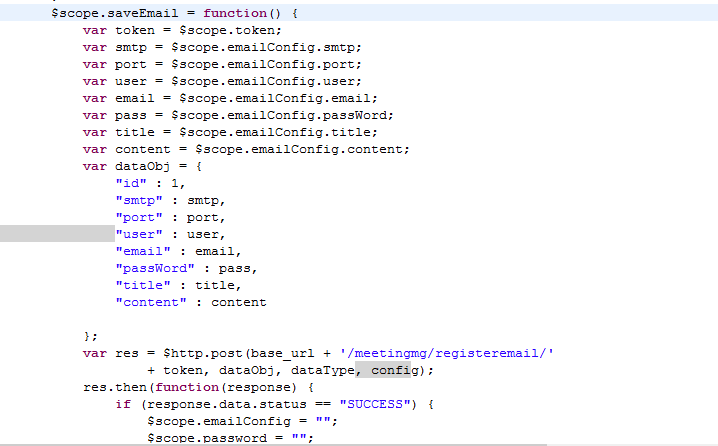 $scope.saveEmail = function() {
var token = $scope.token;
var smtp = $scope.emailConfig.smtp;
var port = $scope.emailConfig.port;
var user = $scope.emailConfig.user;
var email = $scope.emailConfig.email;
var pass = $scope.emailConfig.passWord;
var title = $scope.emailConfig.title;
var content = $scope.emailConfig.content;
var dataObj = {
"id" : 1,
"smtp" : smtp,
"port" : port,
"user" : user,
"email" : email,
"passWord" : pass,
"title" : title,
"content" : content
};
var res = $http.post(base_url + '/meetingmg/registeremail/'
+ token, dataObj, dataType, config);
res.then(function(response) {
if (response.data.status == "SUCCESS") {
$scope.emailConfig = "";
$scope.password = "";